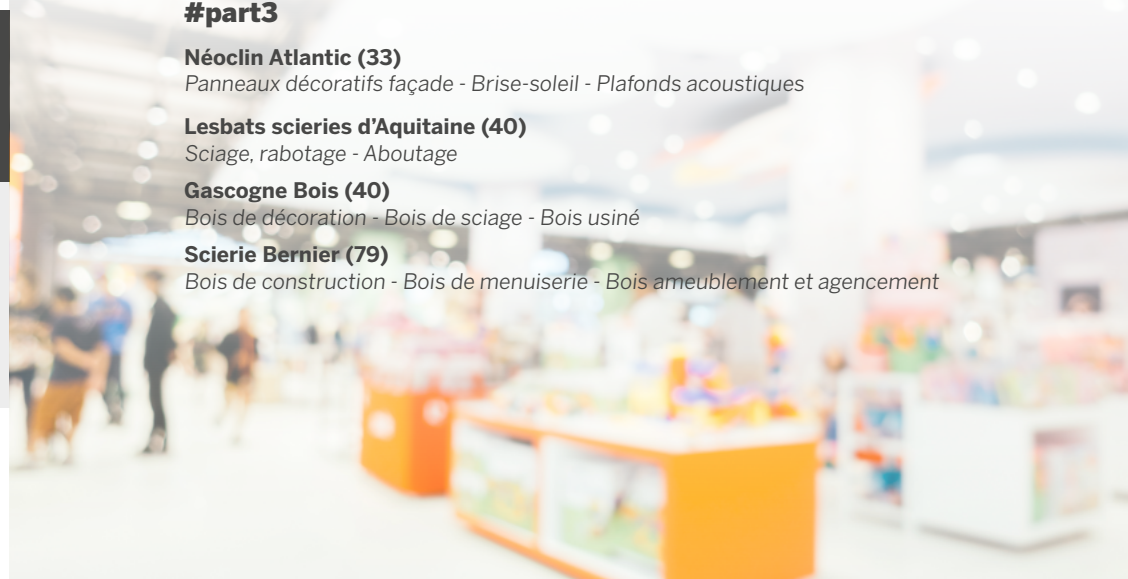 #part3
Néoclin Atlantic (33)
Panneaux décoratifs façade - Brise-soleil - Plafonds acoustiques
Lesbats scieries d’Aquitaine (40)
Sciage, rabotage - Aboutage
Gascogne Bois (40)
Bois de décoration - Bois de sciage - Bois usiné
Scierie Bernier (79)
Bois de construction - Bois de menuiserie - Bois ameublement et agencement